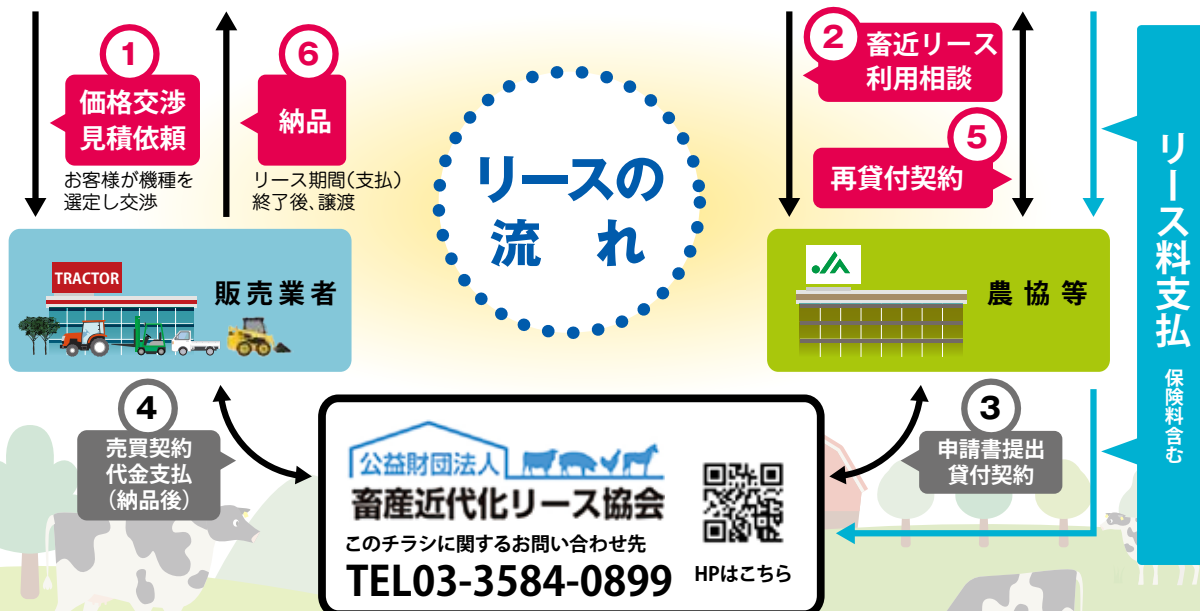 1
価格交渉
見積依頼
お客様が機種を
選定し交渉
6
納品
リース期間(支払)
終了後、譲渡
リースの
流れ
2
畜近リース
利用相談
5
再貸付契約
リース料支払 保険料含む
TRACTOR
販売業者
JA
農協等
4
売買契約
代金支払
(納品後)
3
申請書提出
貸付契約
公益財団法人
畜産近代化リース協会
このチラシに関するお問い合わせ先
TEL03-3584-0899
HPはこちら